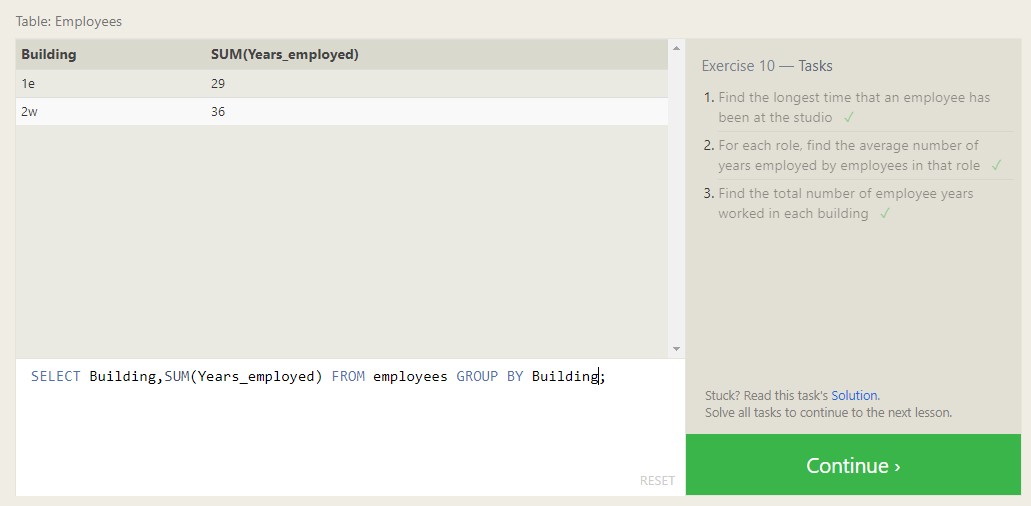 Table: Employees
Building SUM(Years_employed)
1e 29
2w 36
SELECT Building,SUM(Years_employed) FROM employees GROUP BY Building;
RESET
Exercise 10 — Tasks
1. Find the longest time that an employee has
been at the studio ✓
2. For each role, find the average number of
years employed by employees in that role ✓
3. Find the total number of employee years
worked in each building ✓
Stuck? Read this task's Solution.
Solve all tasks to continue to the next lesson.
Continue ›